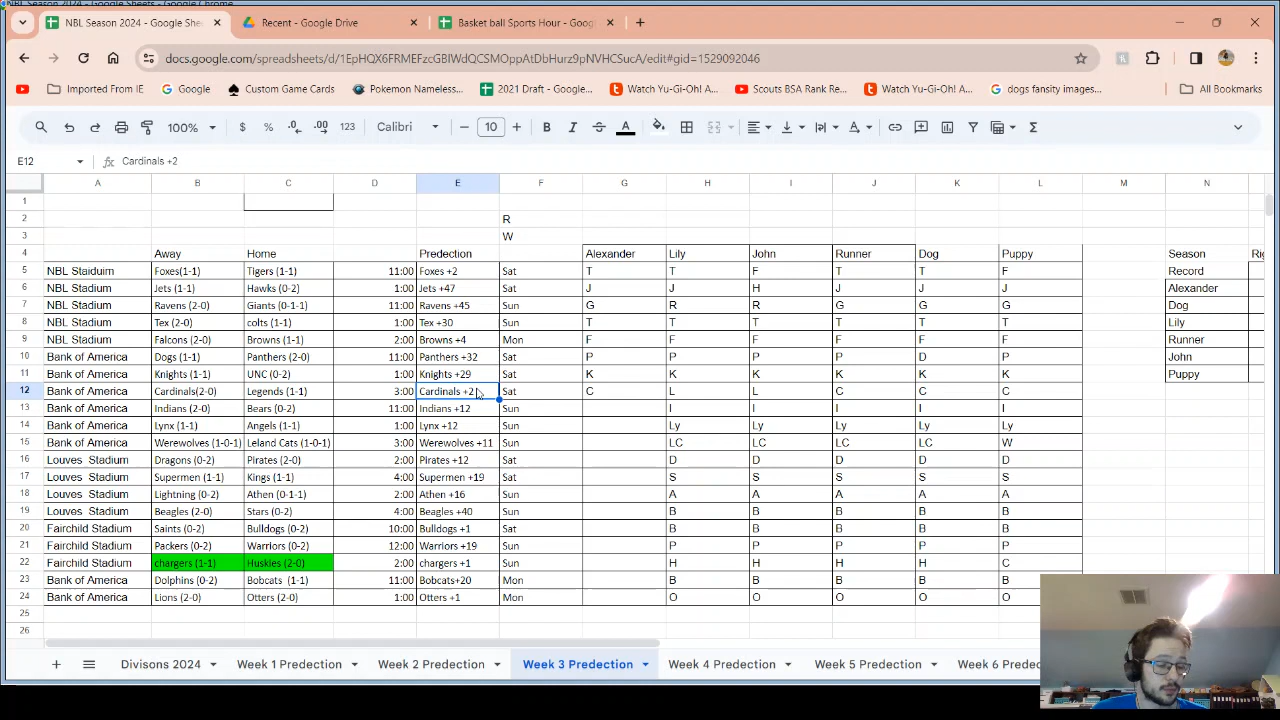 NBL Season 2024 - Google Sheets - Google Chrome
NBL Season 2024 - Google Shee
Recent - Google Drive
Basket ball Sports Hour - Goog
docs.google.com/spreadsheets/d/1EpHQX6FRMEFzrGBIWdQCSMOppAtDbHurz9pNVHCSucA/edit#gid=1529092046
Imported From IE
Google
Custom Game Cards
Pokemon Nameless...
2021 Draft - Google...
Watch Yu-Gi-Oh! A...
Scouts BSA Rank Re...
Watch Yu-Gi-Oh! A...
dogs fansity images...
All Bookmarks
100% $ % .0 .00 123 Calibri 10 B I S A
E12 fx Cardinals +2
A B C D E F G H I J K L M N
1
2 R
3 W
4 Away Home Predection Alexander Lily John Runner Dog Puppy Season Rig
5 NBL Staiduim Foxes(1-1) Tigers (1-1) 11:00 Foxes +2 Sat T T F T T F Record
6 NBL Stadium Jets (1-1) Hawks (0-2) 1:00 Jets +47 Sat J J H J J J Alexander
7 NBL Stadium Ravens (2-0) Giants (0-1-1) 11:00 Ravens +45 Sun G R R G G G Dog
8 NBL Stadium Tex (2-0) colts (1-1) 1:00 Tex +30 Sun T T T T T T Lily
9 NBL Stadium Falcons (2-0) Browns (1-1) 2:00 Browns +4 Mon F F F F F F Runner
10 Bank of America Dogs (1-1) Panthers (2-0) 11:00 Panthers +32 Sat P P P P D P John
11 Bank of America Knights (1-1) UNC (0-2) 1:00 Knights +29 Sat K K K K K K Puppy
12 Bank of America Cardinals(2-0) Legends (1-1) 3:00 Cardinals +2 Sat C L L C C C
13 Bank of America Indians (2-0) Bears (0-2) 11:00 Indians +12 Sun I I I I I
14 Bank of America Lynx (1-1) Angels (1-1) 1:00 Lynx +12 Sun Ly Ly Ly Ly Ly
15 Bank of America Werewolves (1-0-1) Leland Cats (1-0-1) 3:00 Werewolves +11 Sun LC LC LC LC W
16 Louves Stadium Dragons (0-2) Pirates (2-0) 2:00 Pirates +12 Sat D D D D D
17 Louves Stadium Supermen (1-1) Kings (1-1) 4:00 Supermen +19 Sat S S S S S
18 Louves Stadium Lightning (0-2) Athen (0-1-1) 2:00 Athen +16 Sun A A A A A
19 Louves Stadium Beagles (2-0) Stars (0-2) 4:00 Beagles +40 Sun B B B B B
20 Fairchild Stadium Saints (0-2) Bulldogs (0-2) 10:00 Bulldogs +1 Sat B B B B B
21 Fairchild Stadium Packers (0-2) Warriors (0-2) 12:00 Warriors +19 Sun P P P P P
22 Fairchild Stadium chargers (1-1) Huskies (2-0) 2:00 chargers +1 Sun H H H H C
23 Bank of America Dolphins (0-2) Bobcats (1-1) 11:00 Bobcats+20 Mon B B B B B
24 Bank of America Lions (2-0) Otters (2-0) 1:00 Otters +1 Mon O O O O O
25
26
Divisons 2024 Week 1 Predection Week 2 Predection Week 3 Predection Week 4 Predection Week 5 Predection Week 6 Predec